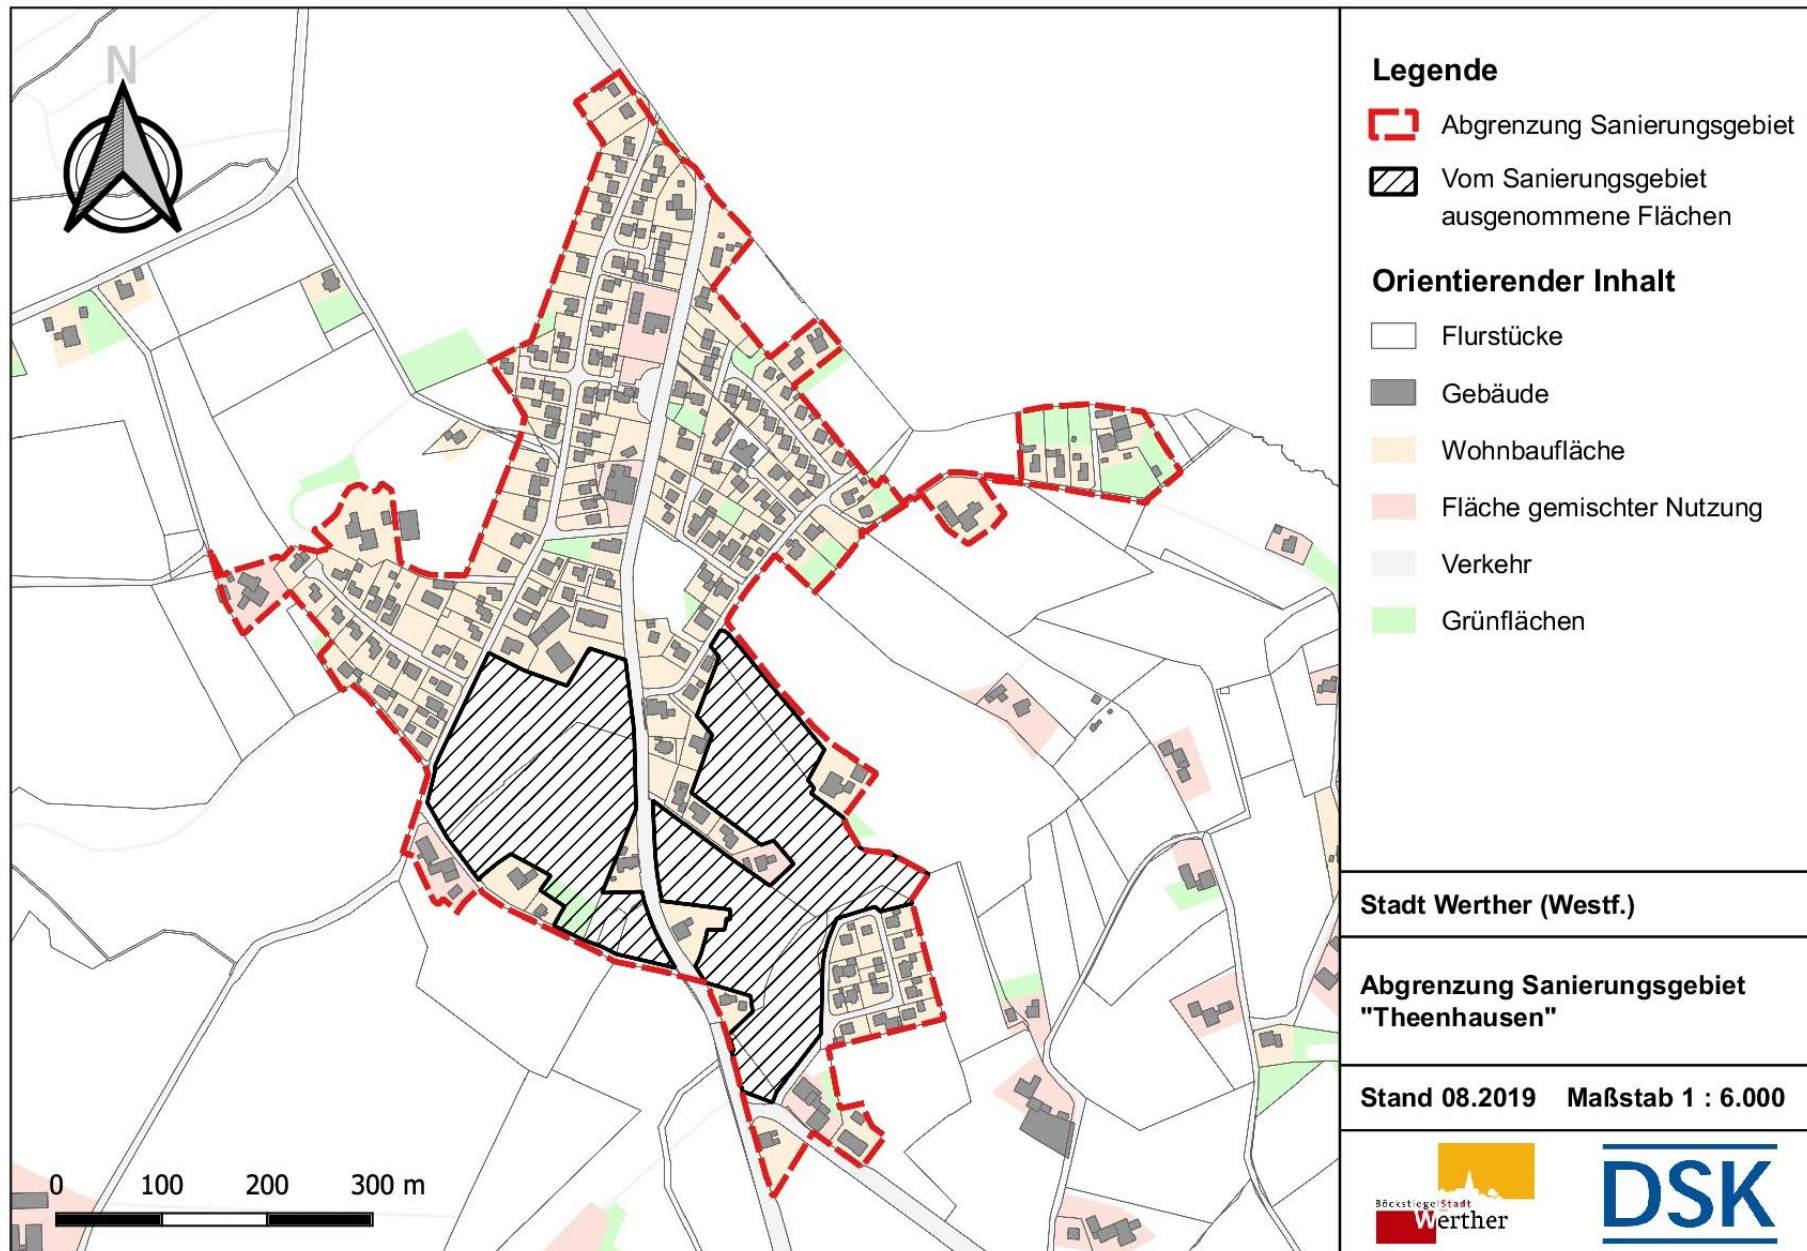 N
0 100 200 300 m
Legende
Abgrenzung Sanierungsgebiet
Vom Sanierungsgebiet
ausgenommene Flächen
Orientierender Inhalt
Flurstücke
Gebäude
Wohnbaufläche
Fläche gemischter Nutzung
Verkehr
Grünflächen
Stadt Werther (Westf.)
Abgrenzung Sanierungsgebiet
"Theenhausen"
Stand 08.2019 Maßstab 1 : 6.000
BöckstiegelStadt
Werther
DSK